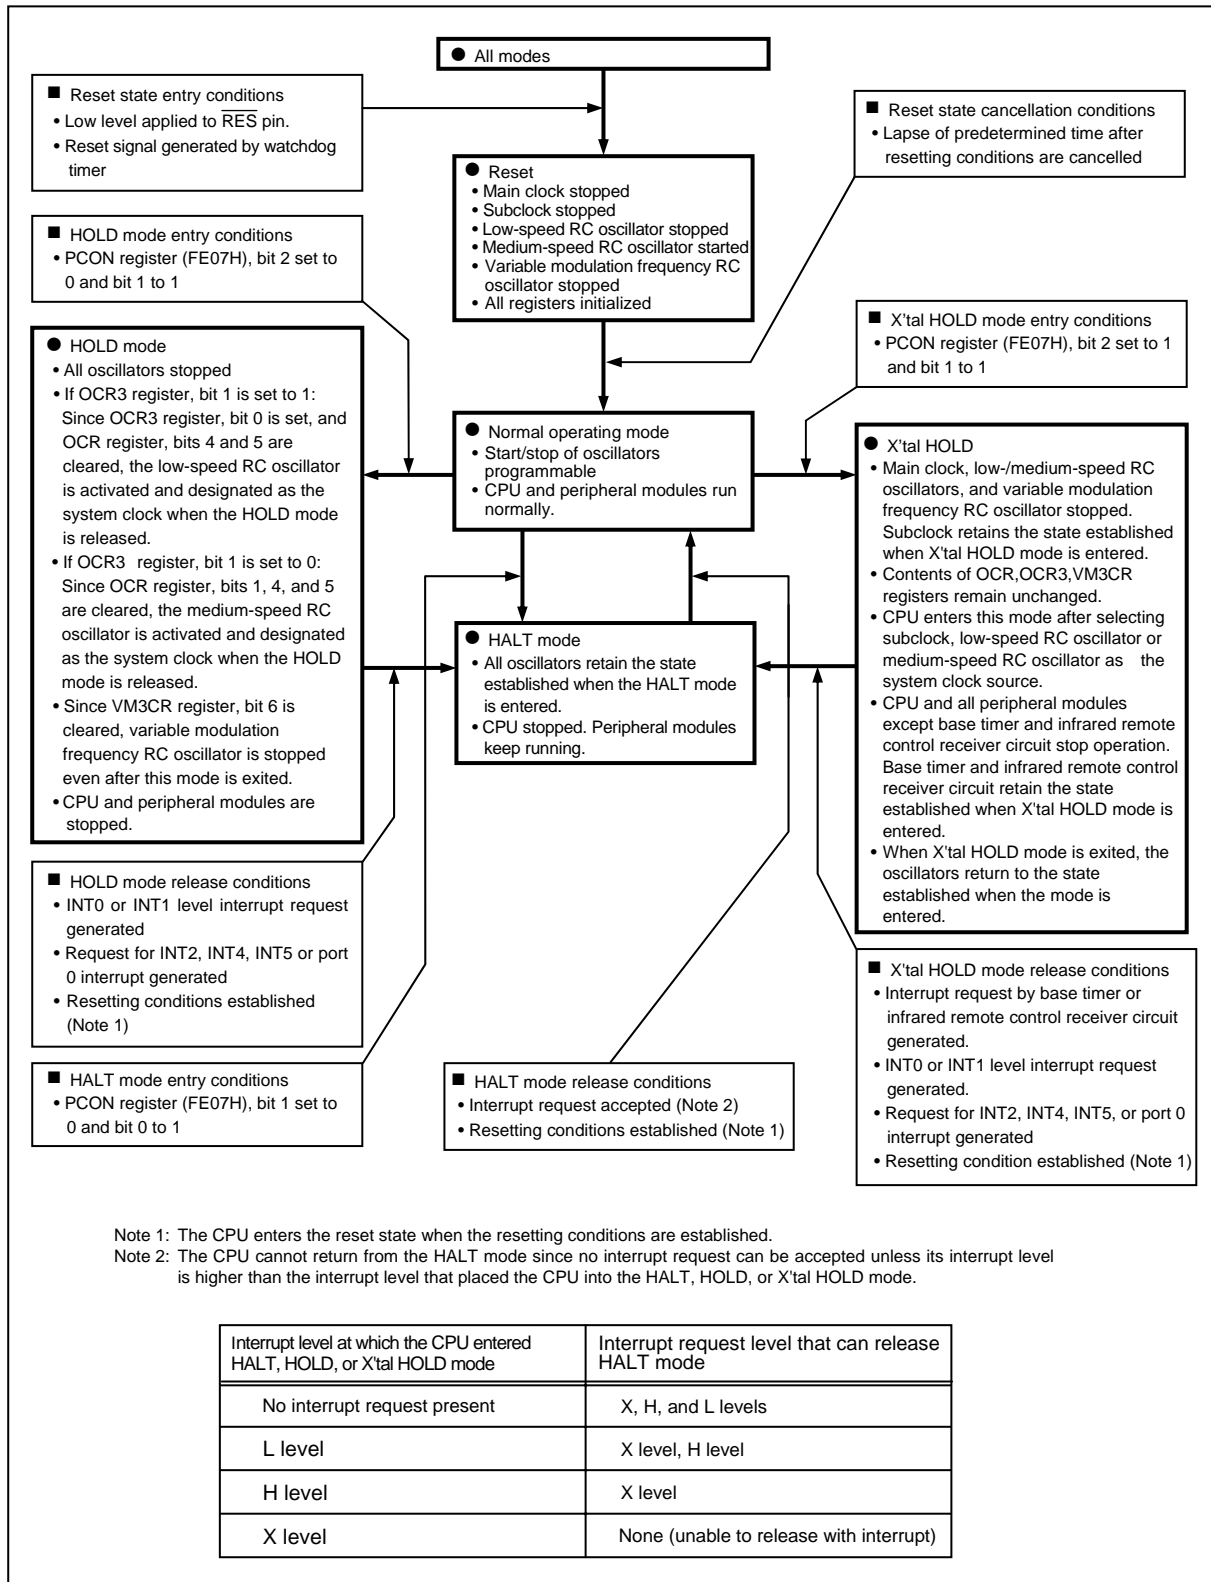 ● All modes
■ Reset state entry conditions
• Low level applied to RES pin.
• Reset signal generated by watchdog
timer
■ Reset state cancellation conditions
• Lapse of predetermined time after
resetting conditions are cancelled
● Reset
• Main clock stopped
• Subclock stopped
• Low-speed RC oscillator stopped
• Medium-speed RC oscillator started
• Variable modulation frequency RC
oscillator stopped
• All registers initialized
■ HOLD mode entry conditions
• PCON register (FE07H), bit 2 set to
0 and bit 1 to 1
■ X'tal HOLD mode entry conditions
• PCON register (FE07H), bit 2 set to 1
and bit 1 to 1
● HOLD mode
• All oscillators stopped
• If OCR3 register, bit 1 is set to 1:
Since OCR3 register, bit 0 is set, and
OCR register, bits 4 and 5 are
cleared, the low-speed RC oscillator
is activated and designated as the
system clock when the HOLD mode
is released.
• If OCR3 register, bit 1 is set to 0:
Since OCR register, bits 1, 4, and 5
are cleared, the medium-speed RC
oscillator is activated and designated
as the system clock when the HOLD
mode is released.
• Since VM3CR register, bit 6 is
cleared, variable modulation
frequency RC oscillator is stopped
even after this mode is exited.
• CPU and peripheral modules are
stopped.
● Normal operating mode
• Start/stop of oscillators
programmable
• CPU and peripheral modules run
normally.
● X'tal HOLD
• Main clock, low-/medium-speed RC
oscillators, and variable modulation
frequency RC oscillator stopped.
Subclock retains the state established
when X'tal HOLD mode is entered.
• Contents of OCR,OCR3,VM3CR
registers remain unchanged.
• CPU enters this mode after selecting
subclock, low-speed RC oscillator or
medium-speed RC oscillator as the
system clock source.
• CPU and all peripheral modules
except base timer and infrared remote
control receiver circuit stop operation.
Base timer and infrared remote control
receiver circuit retain the state
established when X'tal HOLD mode is
entered.
• When X'tal HOLD mode is exited, the
oscillators return to the state
established when the mode is
entered.
● HALT mode
• All oscillators retain the state
established when the HALT mode
is entered.
• CPU stopped. Peripheral modules
keep running.
■ HOLD mode release conditions
• INT0 or INT1 level interrupt request
generated
• Request for INT2, INT4, INT5 or port
0 interrupt generated
• Resetting conditions established
(Note 1)
■ HALT mode entry conditions
• PCON register (FE07H), bit 1 set to
0 and bit 0 to 1
■ HALT mode release conditions
• Interrupt request accepted (Note 2)
• Resetting conditions established (Note 1)
■ X'tal HOLD mode release conditions
• Interrupt request by base timer or
infrared remote control receiver circuit
generated.
• INT0 or INT1 level interrupt request
generated.
• Request for INT2, INT4, INT5, or port 0
interrupt generated
• Resetting condition established (Note 1)
Note 1: The CPU enters the reset state when the resetting conditions are established.
Note 2: The CPU cannot return from the HALT mode since no interrupt request can be accepted unless its interrupt level
is higher than the interrupt level that placed the CPU into the HALT, HOLD, or X'tal HOLD mode.
Interrupt level at which the CPU entered
HALT, HOLD, or X'tal HOLD mode
Interrupt request level that can release
HALT mode
No interrupt request present
X, H, and L levels
L level
X level, H level
H level
X level
X level
None (unable to release with interrupt)